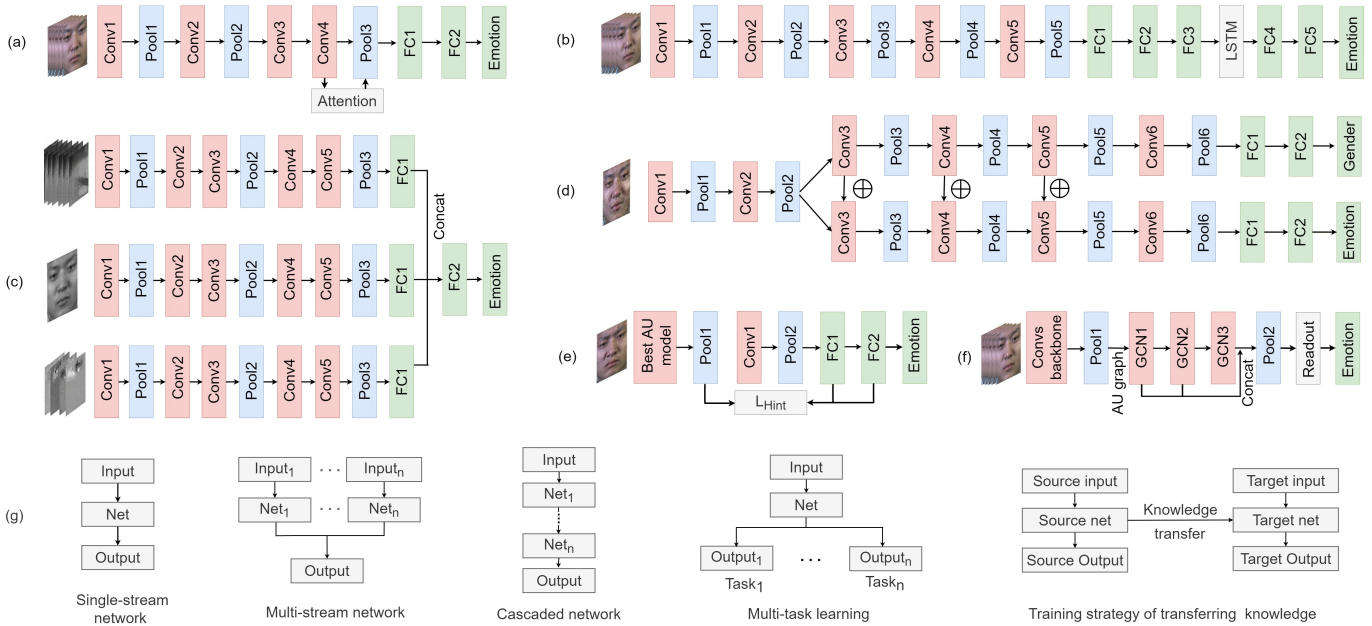 (a)
Conv1
Pool1
Conv2
Pool2
Conv3
Conv4
Pool3
FC1
FC2
Emotion
Attention
(b)
Conv1
Pool1
Conv2
Pool2
Conv3
Pool3
Conv4
Pool4
Conv5
Pool5
FC1
FC2
FC3
LSTM
FC4
FC5
Emotion
(c)
Conv1
Pool1
Conv2
Conv3
Pool2
Conv4
Conv5
Pool3
FC1
Concat
Conv1
Pool1
Conv2
Conv3
Pool2
Conv4
Conv5
Pool3
FC1
FC2
Emotion
Conv1
Pool1
Conv2
Conv3
Pool2
Conv4
Conv5
Pool3
FC1
(d)
Conv1
Pool1
Conv2
Pool2
Conv3
Pool3
Conv4
Pool4
Conv5
Pool5
Conv6
Pool6
FC1
FC2
Gender
Conv3
Pool3
Conv4
Pool4
Conv5
Pool5
Conv6
Pool6
FC1
FC2
Emotion
(e)
Best AU
model
Pool1
Conv1
Pool2
FC1
FC2
Emotion
LHint
(f)
Convs
backbone
Pool1
AU graph
GCN1
GCN2
GCN3
Concat
Pool2
Readout
Emotion
(g)
Input
Net
Output
Single-stream
network
Input1 · · · Inputn
Net1 · · · Netn
Output
Multi-stream network
Input
Net1
Netn
Output
Cascaded network
Input
Net
Output1 · · · Outputn
Task1 Taskn
Multi-task learning
Source input
Source net
Source Output
Knowledge
transfer
Target input
Target net
Target Output
Training strategy of transferring knowledge